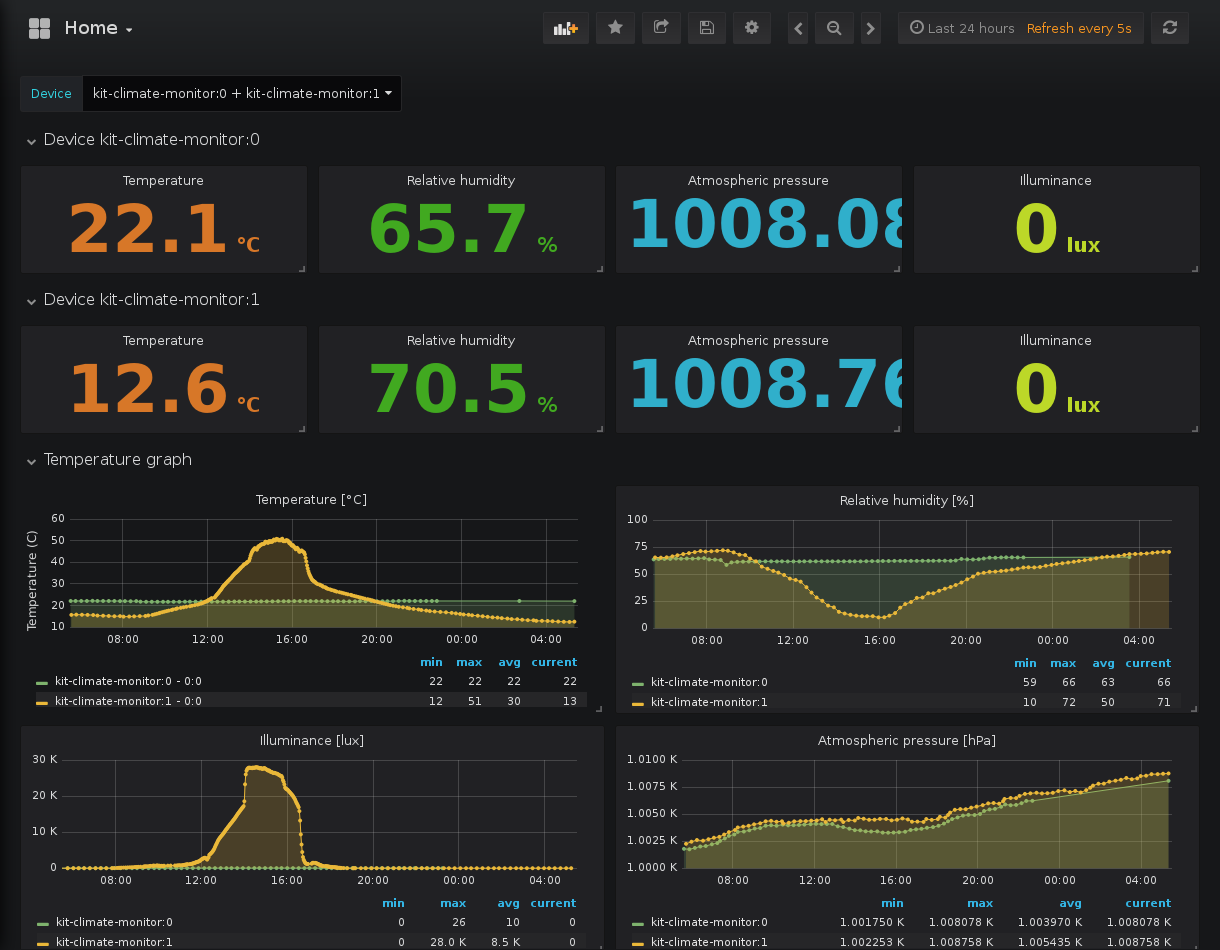 Home
Last 24 hours Refresh every 5s
Device kit-climate-monitor:0 + kit-climate-monitor:1
Device kit-climate-monitor:0
Temperature
22.1 °C
Relative humidity
65.7 %
Atmospheric pressure
1008.08
Illuminance
0 lux
Device kit-climate-monitor:1
Temperature
12.6 °C
Relative humidity
70.5 %
Atmospheric pressure
1008.76
Illuminance
0 lux
Temperature graph
Temperature [°C]
Temperature (C)
60
50
40
30
20
10
08:00 12:00 16:00 20:00 00:00 04:00
min max avg current
kit-climate-monitor:0 - 0:0 22 22 22 22
kit-climate-monitor:1 - 0:0 12 51 30 13
Relative humidity [%]
100
75
50
25
0
08:00 12:00 16:00 20:00 00:00 04:00
min max avg current
kit-climate-monitor:0 59 66 63 66
kit-climate-monitor:1 10 72 50 71
Illuminance [lux]
30 K
20 K
10 K
0
08:00 12:00 16:00 20:00 00:00 04:00
min max avg current
kit-climate-monitor:0 0 26 10 0
kit-climate-monitor:1 0 28.0 K 8.5 K 0
Atmospheric pressure [hPa]
1.0100 K
1.0075 K
1.0050 K
1.0025 K
1.0000 K
08:00 12:00 16:00 20:00 00:00 04:00
min max avg current
kit-climate-monitor:0 1.001750 K 1.008078 K 1.003970 K 1.008078 K
kit-climate-monitor:1 1.002253 K 1.008758 K 1.005435 K 1.008758 K